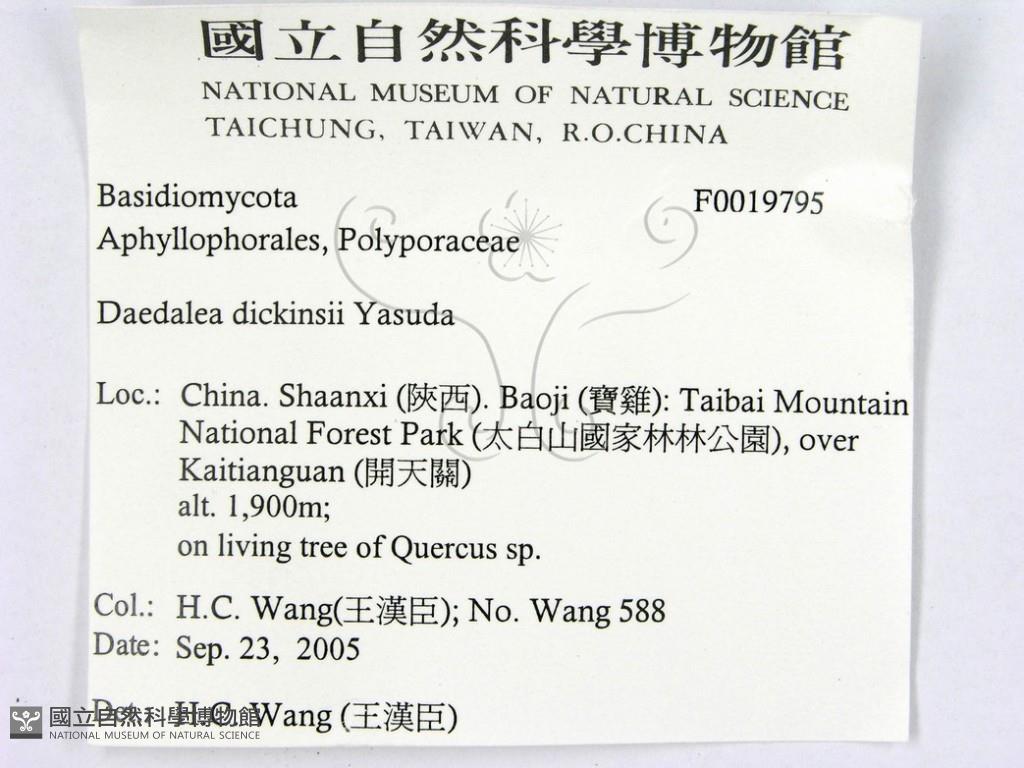 國立自然科學博物館
NATIONAL MUSEUM OF NATURAL SCIENCE
TAICHUNG, TAIWAN, R.O.CHINA
Basidiomycota F0019795
Aphyllophorales, Polyporaceae
Daedalea dickinsii Yasuda
Loc.: China. Shaanxi (陝西). Baoji (寶雞): Taibai Mountain
National Forest Park (太白山國家林林公園), over
Kaitianguan (開天關)
alt. 1,900m;
on living tree of Quercus sp.
Col.: H.C. Wang(王漢臣); No. Wang 588
Date: Sep. 23, 2005
Det.: H.C. Wang (王漢臣)
國立自然科學博物館
NATIONAL MUSEUM OF NATURAL SCIENCE